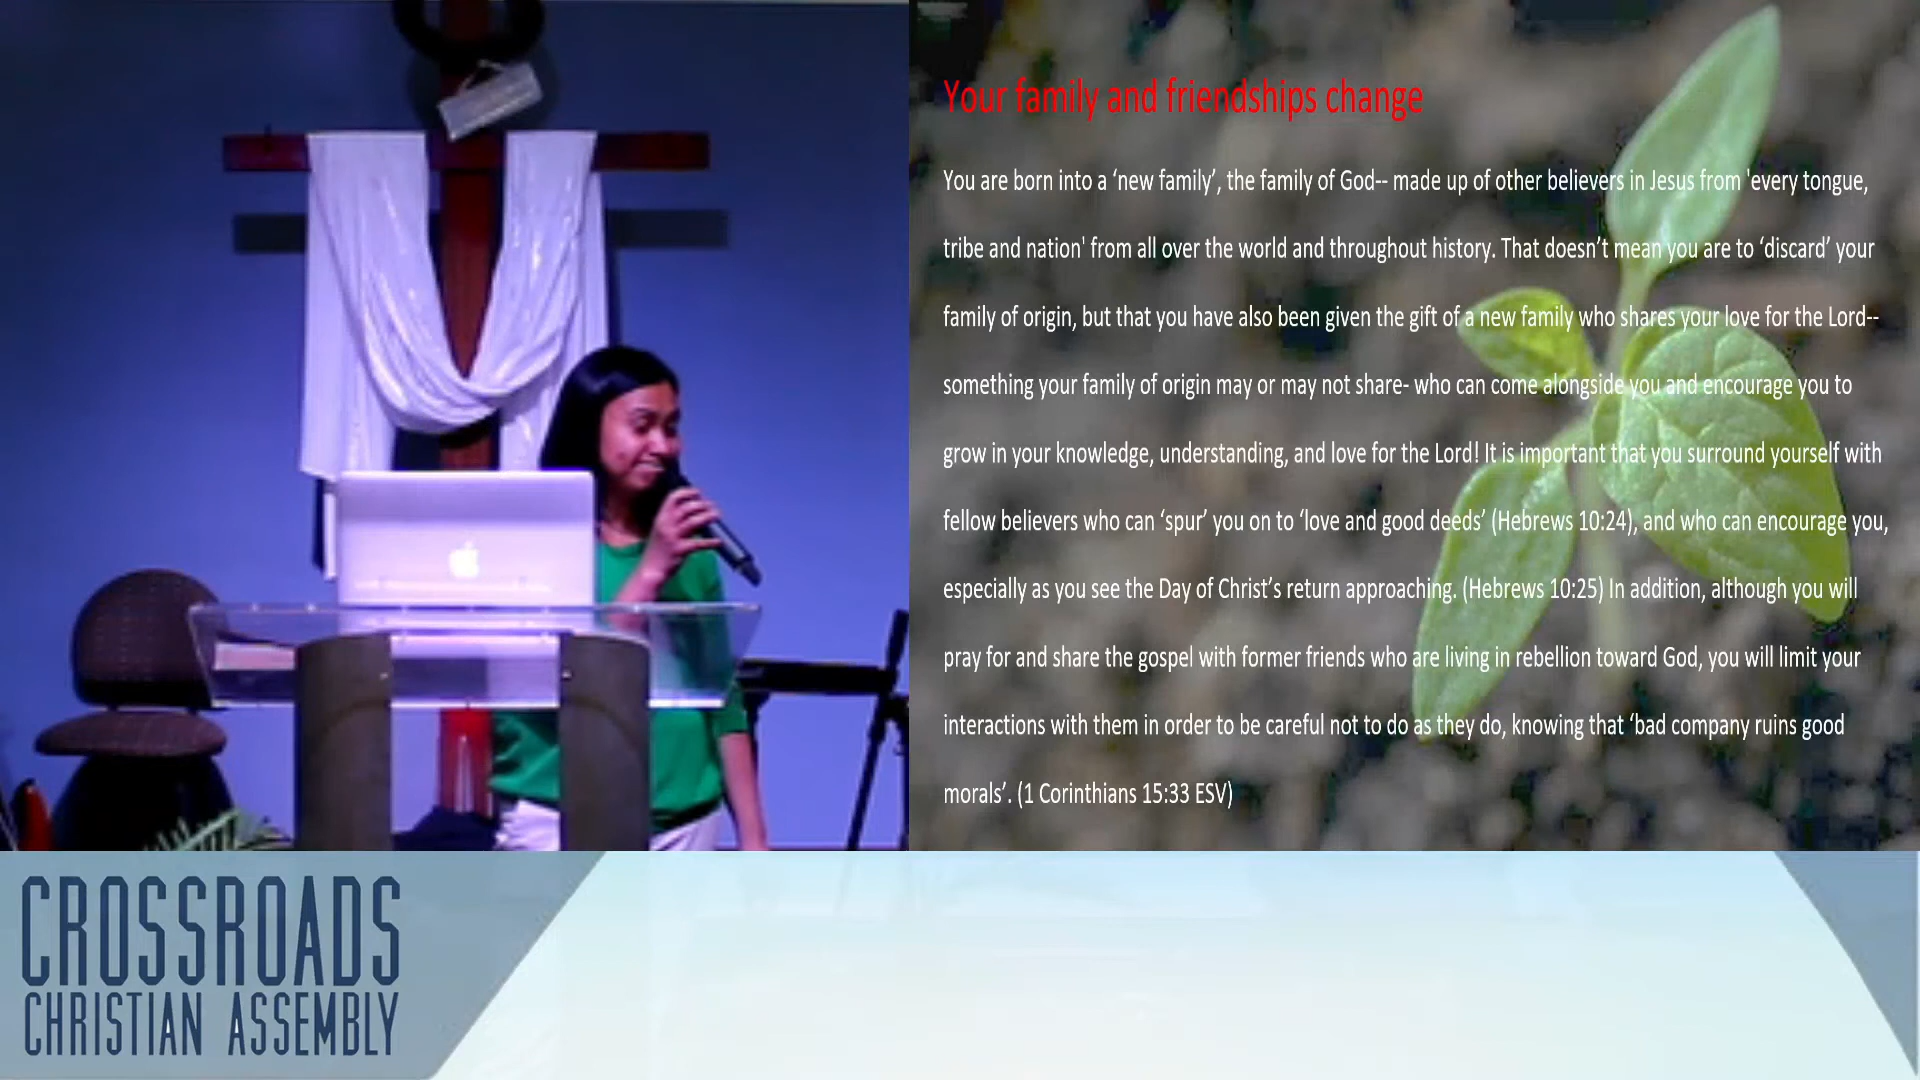 Your family and friendships change
You are born into a ‘new family’, the family of God-- made up of other believers in Jesus from 'every tongue,
tribe and nation' from all over the world and throughout history. That doesn’t mean you are to ‘discard’ your
family of origin, but that you have also been given the gift of a new family who shares your love for the Lord--
something your family of origin may or may not share- who can come alongside you and encourage you to
grow in your knowledge, understanding, and love for the Lord! It is important that you surround yourself with
fellow believers who can ‘spur’ you on to ‘love and good deeds’ (Hebrews 10:24), and who can encourage you,
especially as you see the Day of Christ’s return approaching. (Hebrews 10:25) In addition, although you will
pray for and share the gospel with former friends who are living in rebellion toward God, you will limit your
interactions with them in order to be careful not to do as they do, knowing that ‘bad company ruins good
morals’. (1 Corinthians 15:33 ESV)
CROSSROADS
CHRISTIAN ASSEMBLY